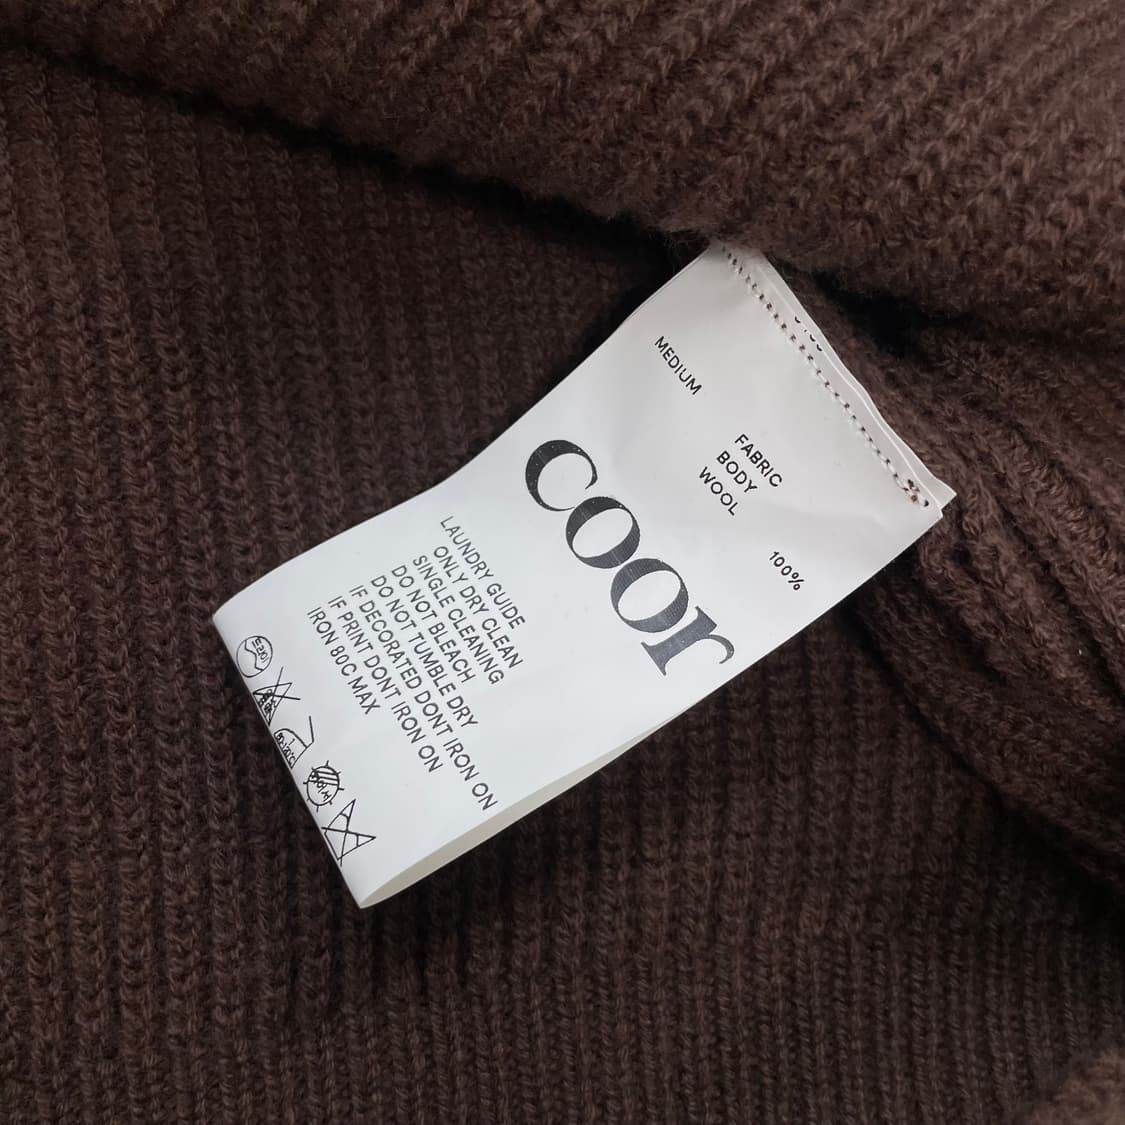 MEDIUM
FABRIC
BODY
WOOL
100%
coor
LAUNDRY GUIDE
ONLY DRY CLEAN
SINGLE CLEANING
DO NOT BLEACH
DO NOT TUMBLE DRY
IF DECORATED DONT IRON ON
IF PRINT DONT IRON ON
IRON 80C MAX